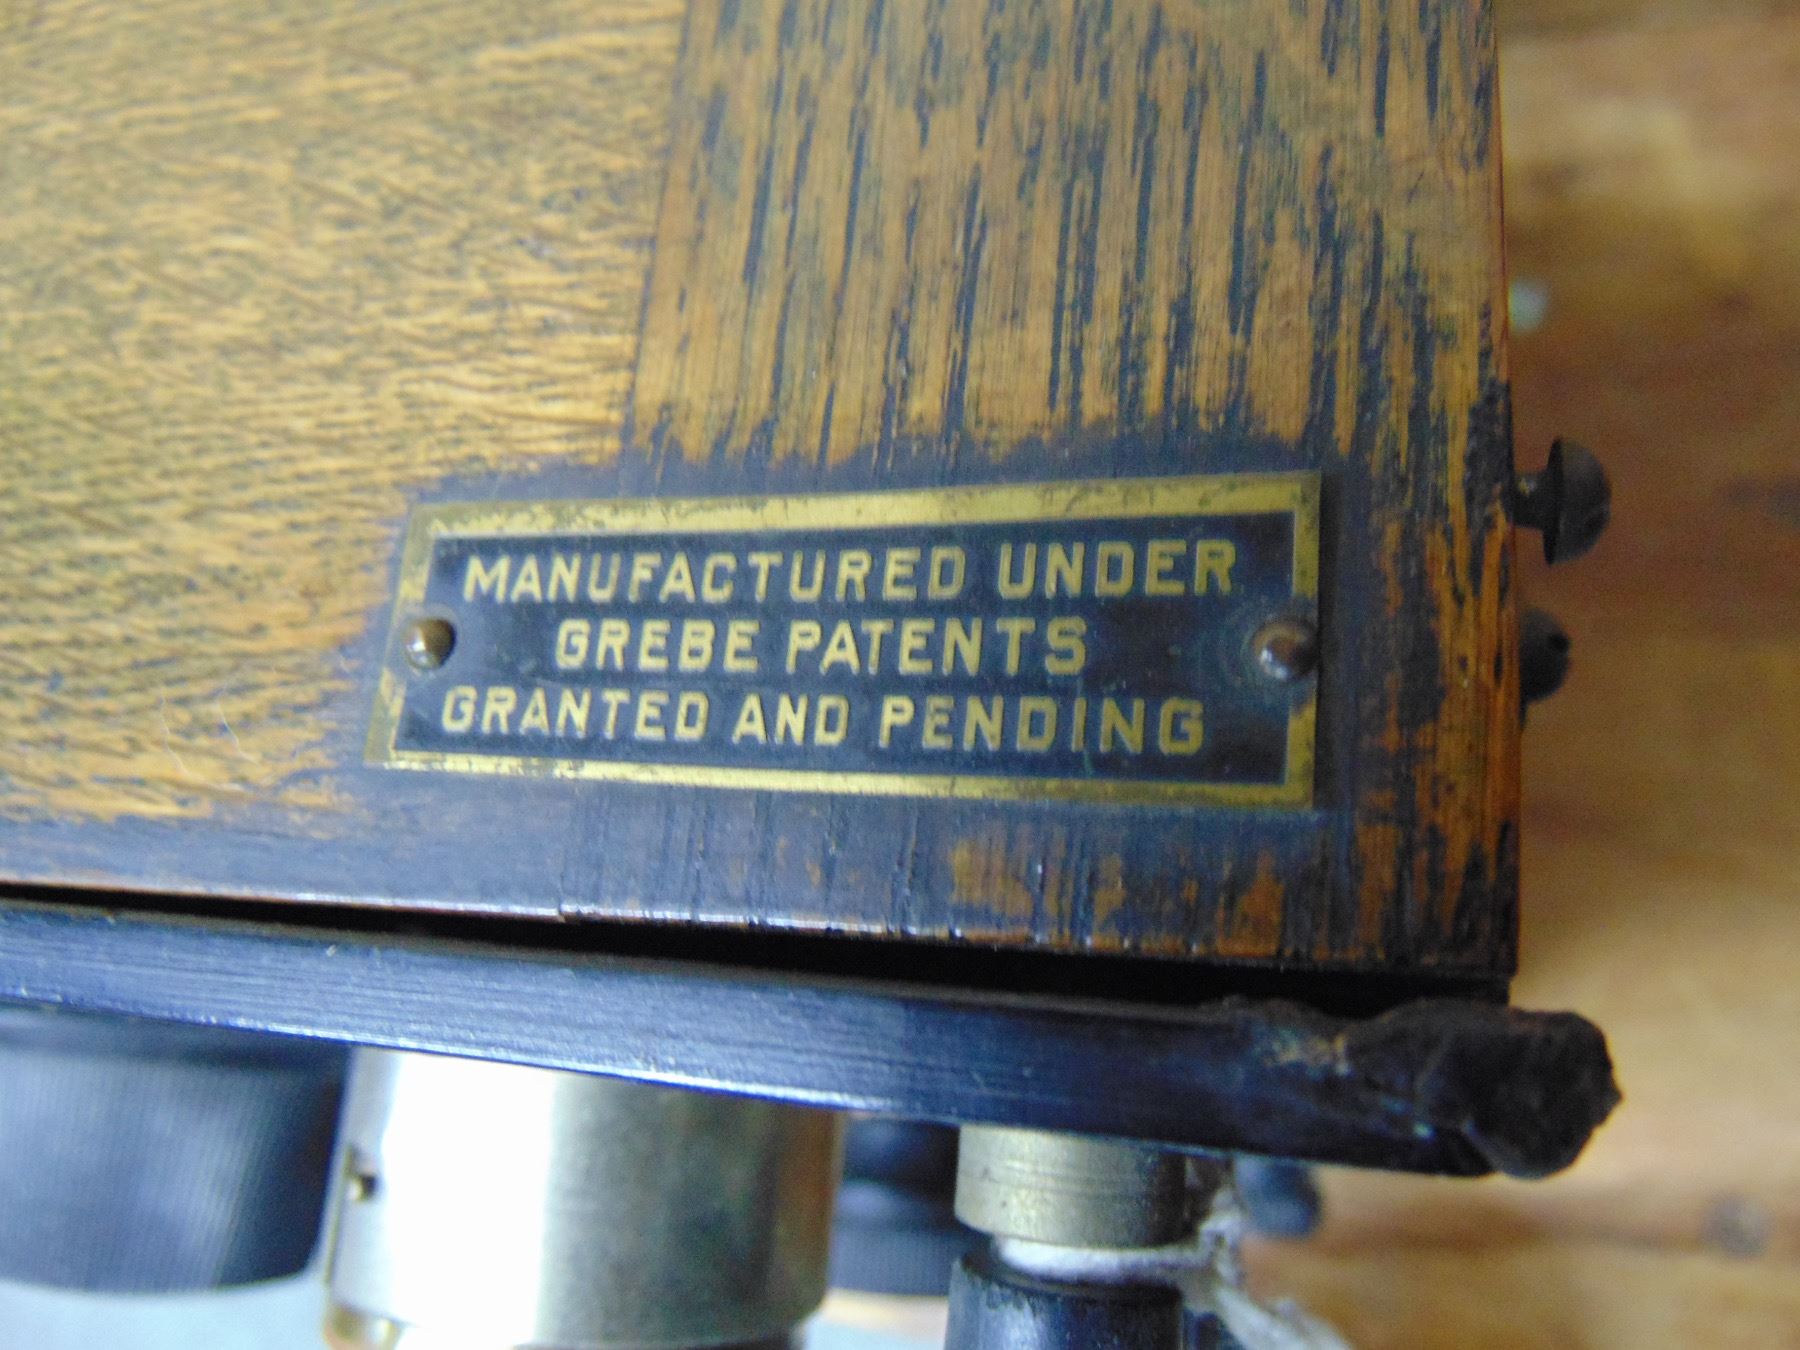 MANUFACTURED UNDER
GREBE PATENTS
GRANTED AND PENDING